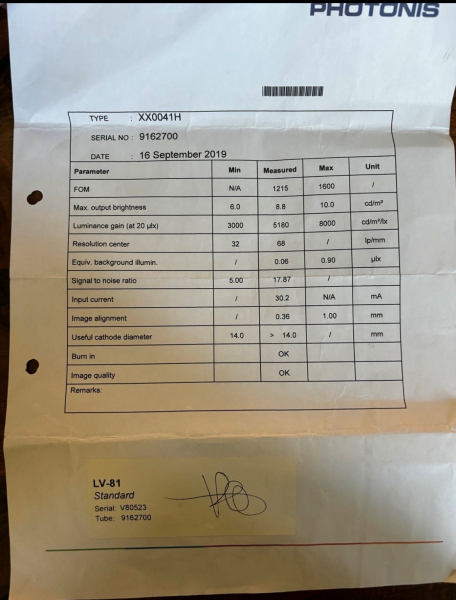 PHOTONIS
TYPE : XX0041H
SERIAL NO : 9162700
DATE : 16 September 2019
Parameter Min Measured Max Unit
FOM N/A 1215 1600 /
Max. output brightness 6.0 8.8 10.0 cd/m²
Luminance gain (at 20 µlx) 3000 5180 8000 cd/m²/lx
Resolution center 32 68 / lp/mm
Equiv. background illumin. / 0.06 0.90 µlx
Signal to noise ratio 5.00 17.87 /
Input current / 30.2 N/A mA
Image alignment / 0.36 1.00 mm
Useful cathode diameter 14.0 > 14.0 / mm
Burn in OK
Image quality OK
Remarks:
LV-81
Standard
Serial: V80523
Tube: 9162700